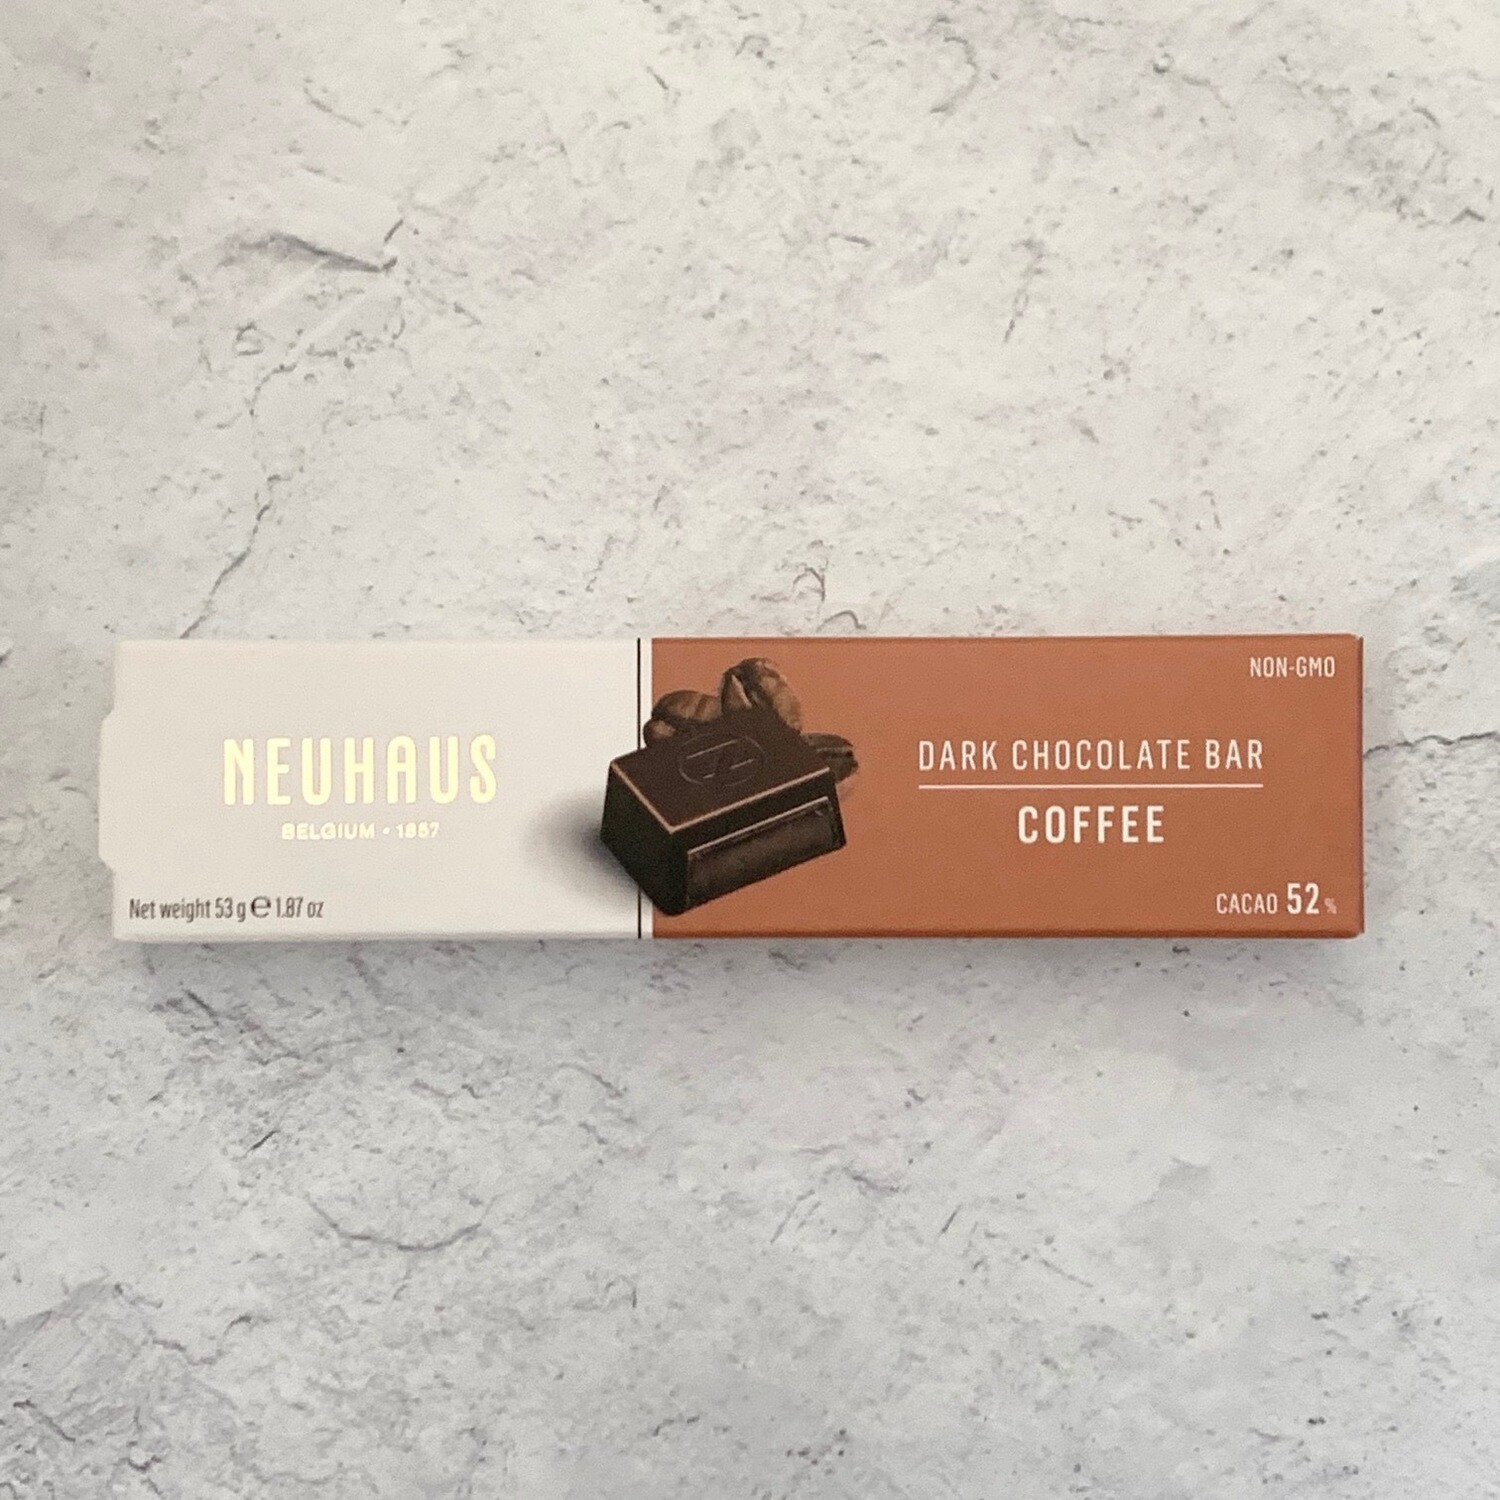 NEUHAUS
BELGIUM • 1857
Net weight 53 g ℮ 1.87 oz
NON-GMO
DARK CHOCOLATE BAR
COFFEE
CACAO 52%